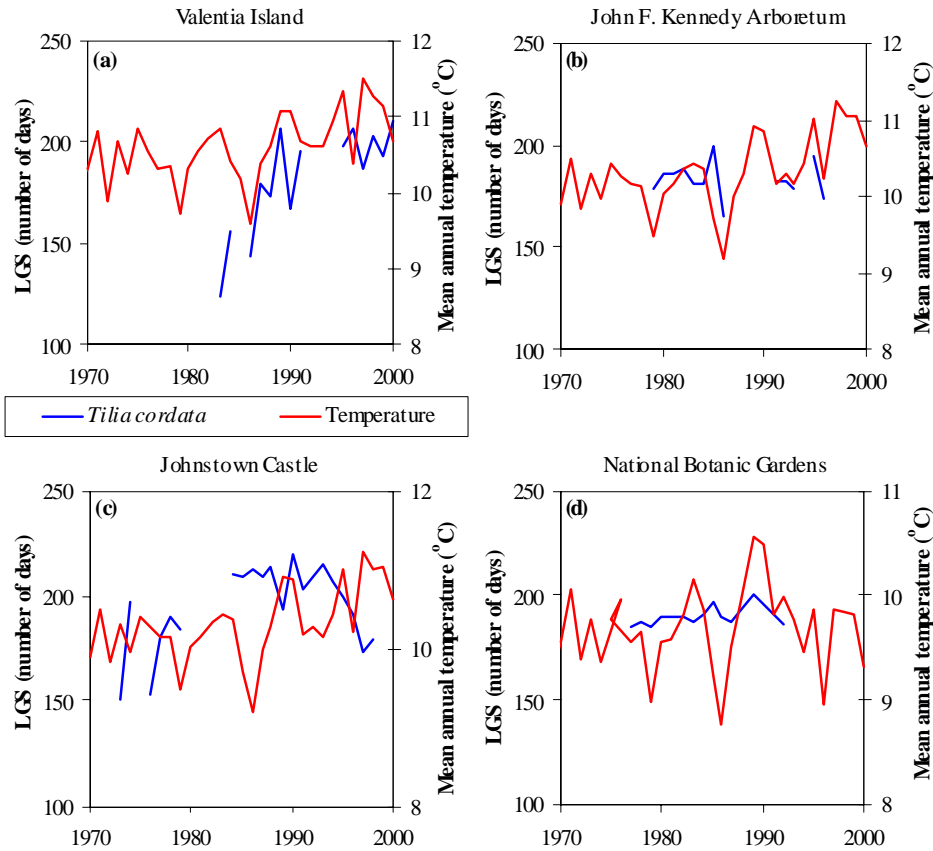 Valentia Island
(a)
LGS (number of days)
250
200
150
100
Mean annual temperature (°C)
12
11
10
9
8
1970 1980 1990 2000
John F. Kennedy Arboretum
(b)
LGS (number of days)
250
200
150
100
Mean annual temperature (°C)
12
11
10
9
8
1970 1980 1990 2000
Tilia cordata Temperature
Johnstown Castle
(c)
LGS (number of days)
250
200
150
100
Mean annual temperature (°C)
12
10
8
1970 1980 1990 2000
National Botanic Gardens
(d)
LGS (number of days)
250
200
150
100
Mean annual temperature (°C)
11
10
9
8
1970 1980 1990 2000